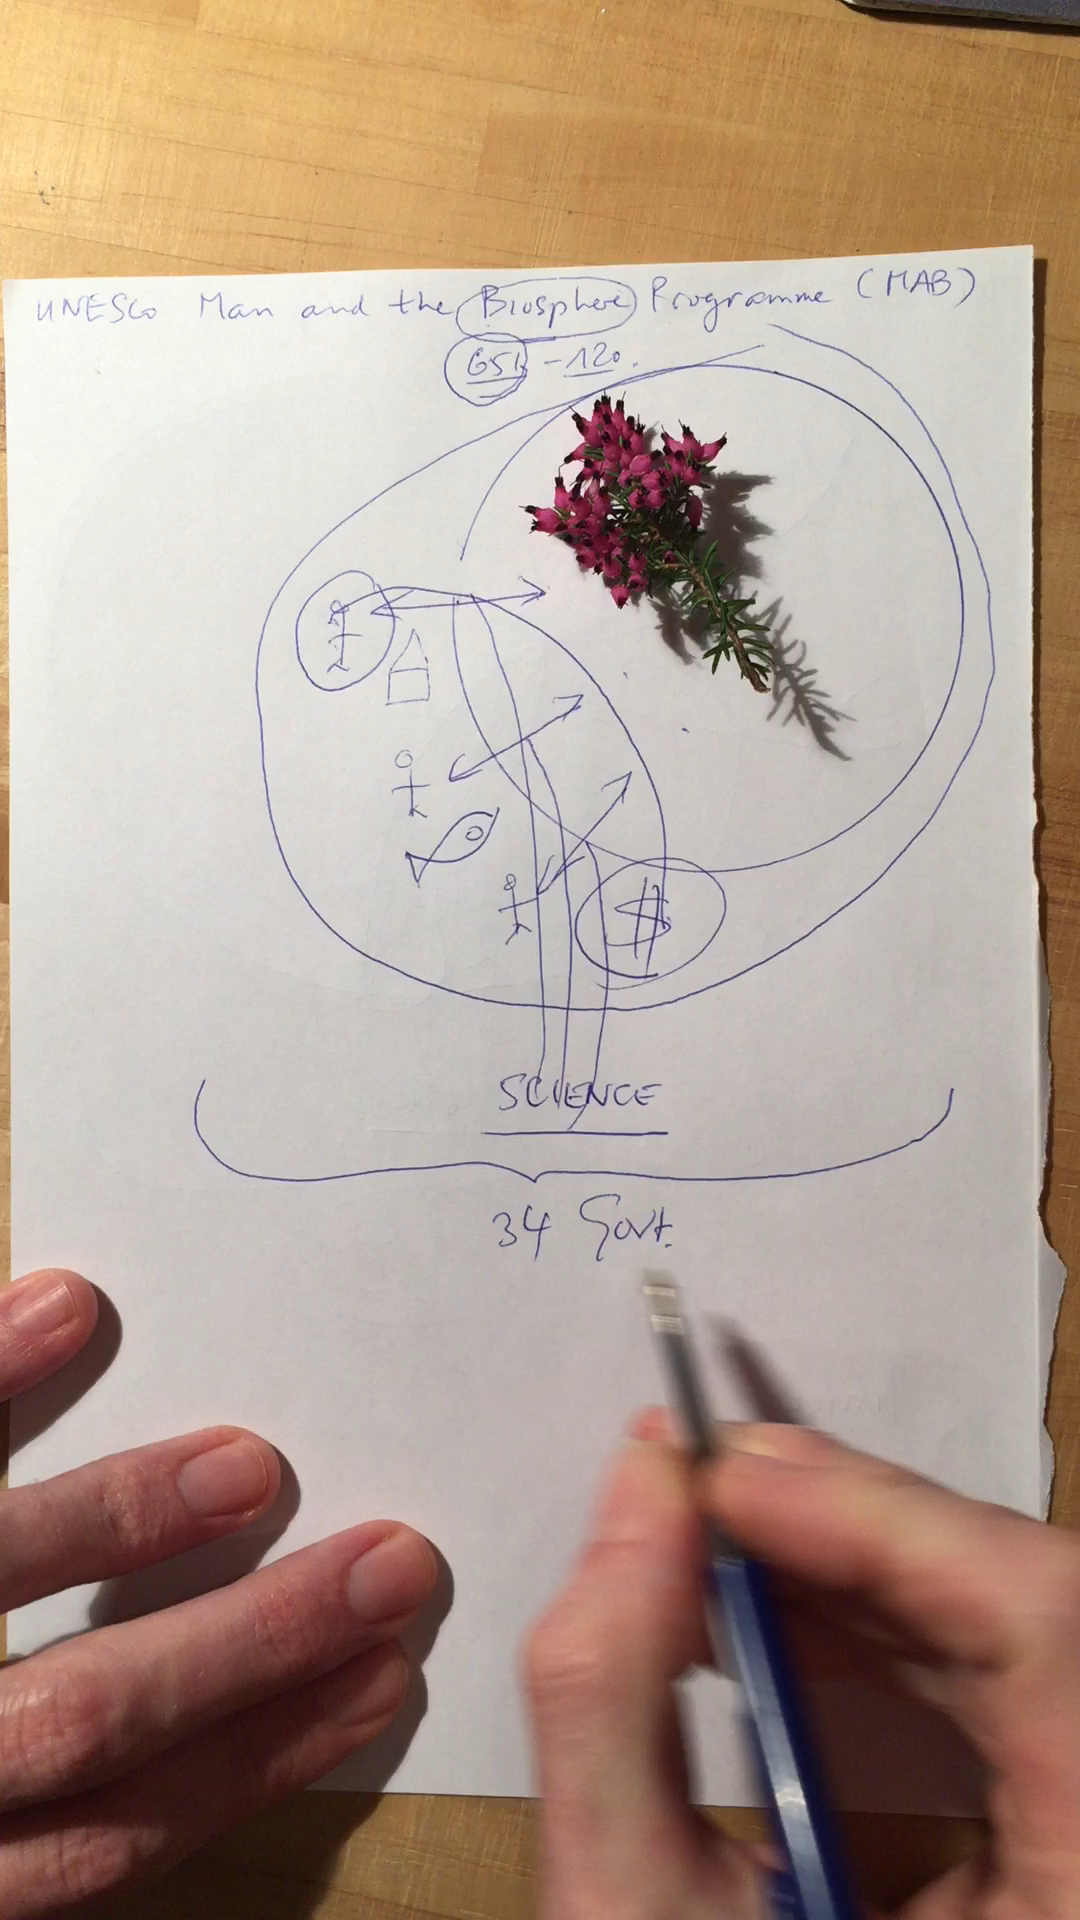 UNESCO Man and the Biosphere Programme (MAB)
651 - 120.
$
SCIENCE
34 Govt.